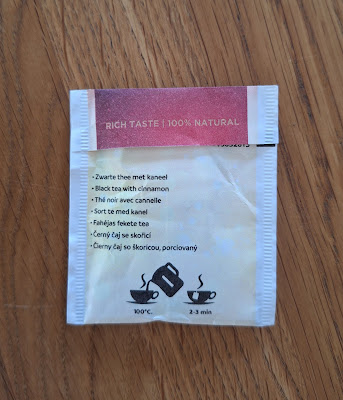 RICH TASTE | 100% NATURAL
• Zwarte thee met kaneel
• Black tea with cinnamon
• Thé noir avec cannelle
• Sort te med kanel
• Fahéjas fekete tea
• Černý čaj se skořicí
• Čierny čaj so škoricou, porciovaný
100°C. 2-3 min